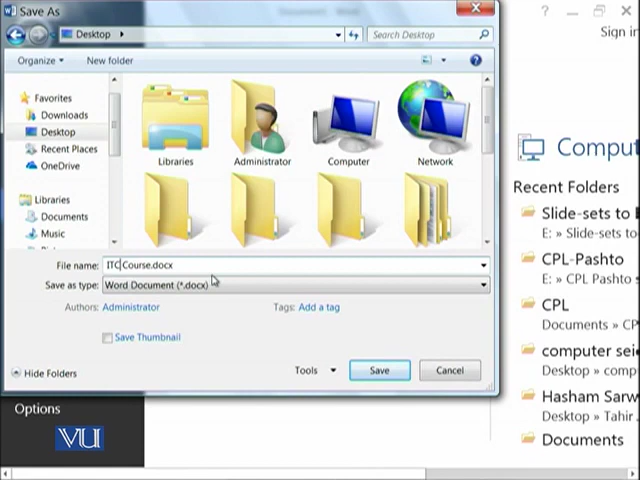 Save As
Desktop
Search Desktop
Organize
New folder
Favorites
Downloads
Desktop
Recent Places
OneDrive
Libraries
Documents
Music
Libraries
Administrator
Computer
Network
File name: ITC Course.docx
Save as type: Word Document (*.docx)
Authors: Administrator
Tags: Add a tag
Save Thumbnail
Hide Folders
Tools
Save
Cancel
Options
VU
Sign in
Comput
Recent Folders
Slide-sets to
E: » Slide-sets to
CPL-Pashto
E: » CPL Pashto
CPL
Documents » CP
computer sei
Desktop » comp
Hasham Sarw
Desktop » Tahir
Documents